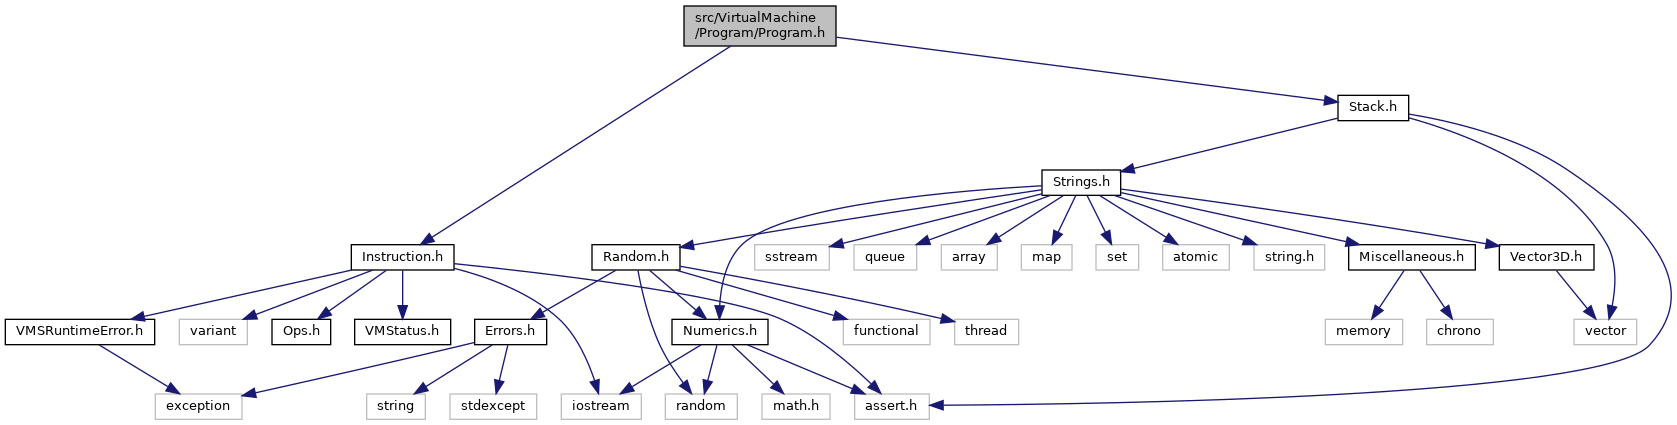 src/VirtualMachine
/Program/Program.h
Stack.h
Strings.h
Instruction.h
Random.h
sstream
queue
array
map
set
atomic
string.h
Miscellaneous.h
Vector3D.h
VMSRuntimeError.h
variant
Ops.h
VMStatus.h
Errors.h
Numerics.h
functional
thread
memory
chrono
vector
exception
string
stdexcept
iostream
random
math.h
assert.h